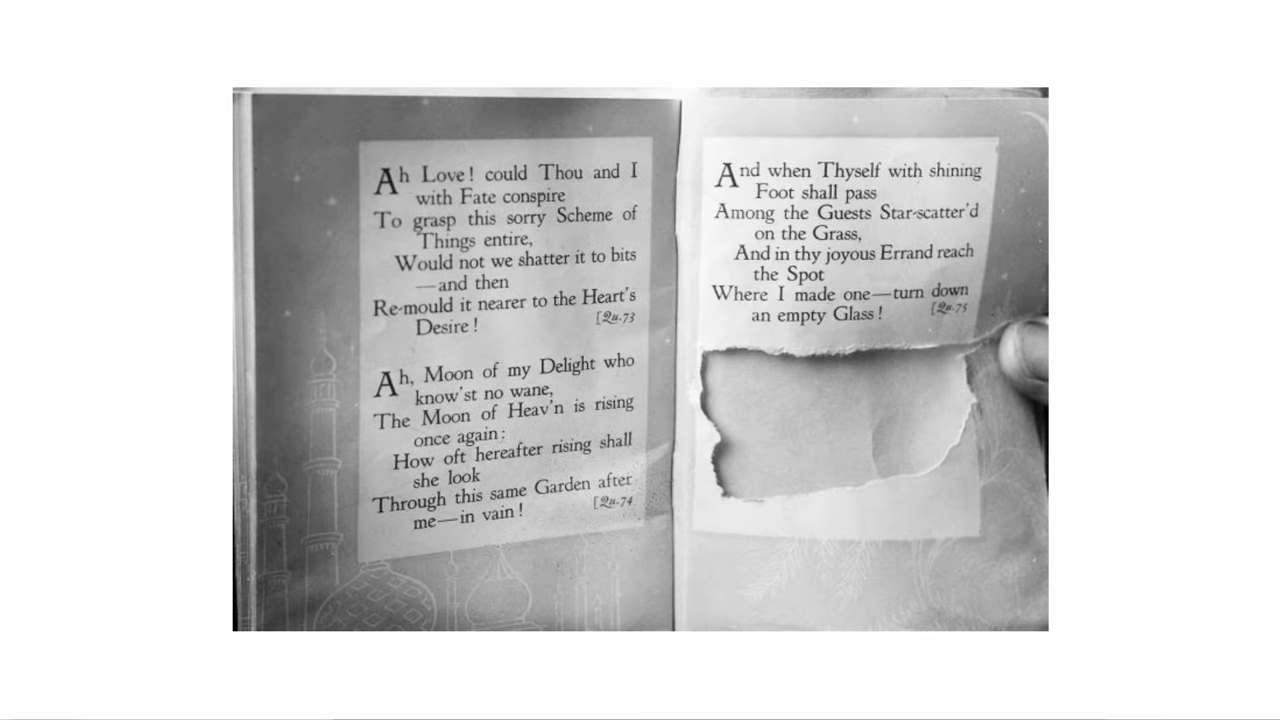 Ah Love! could Thou and I
with Fate conspire
To grasp this sorry Scheme of
Things entire,
Would not we shatter it to bits
—and then
Re-mould it nearer to the Heart's
Desire! [Qu.73
Ah, Moon of my Delight who
know'st no wane,
The Moon of Heav'n is rising
once again:
How oft hereafter rising shall
she look
Through this same Garden after
me—in vain! [Qu.74
And when Thyself with shining
Foot shall pass
Among the Guests Star-scatter'd
on the Grass,
And in thy joyous Errand reach
the Spot
Where I made one—turn down
an empty Glass! [Qu.75